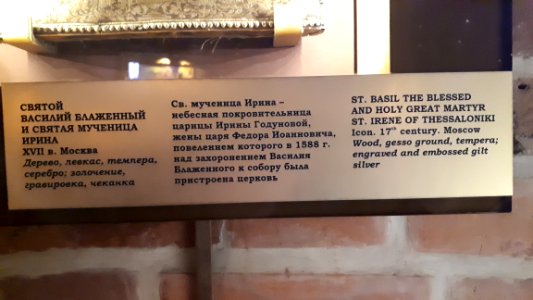 СВЯТОЙ
ВАСИЛИЙ БЛАЖЕННЫЙ
И СВЯТАЯ МУЧЕНИЦА
ИРИНА
XVII в. Москва
Дерево, левкас, темпера,
серебро; золочение,
гравировка, чеканка
Св. мученица Ирина –
небесная покровительница
царицы Ирины Годуновой,
жены царя Федора Иоанновича,
повелением которого в 1588 г.
над захоронением Василия
Блаженного к собору была
пристроена церковь
ST. BASIL THE BLESSED
AND HOLY GREAT MARTYR
ST. IRENE OF THESSALONIKI
Icon. 17th century. Moscow
Wood, gesso ground, tempera;
engraved and embossed gilt
silver